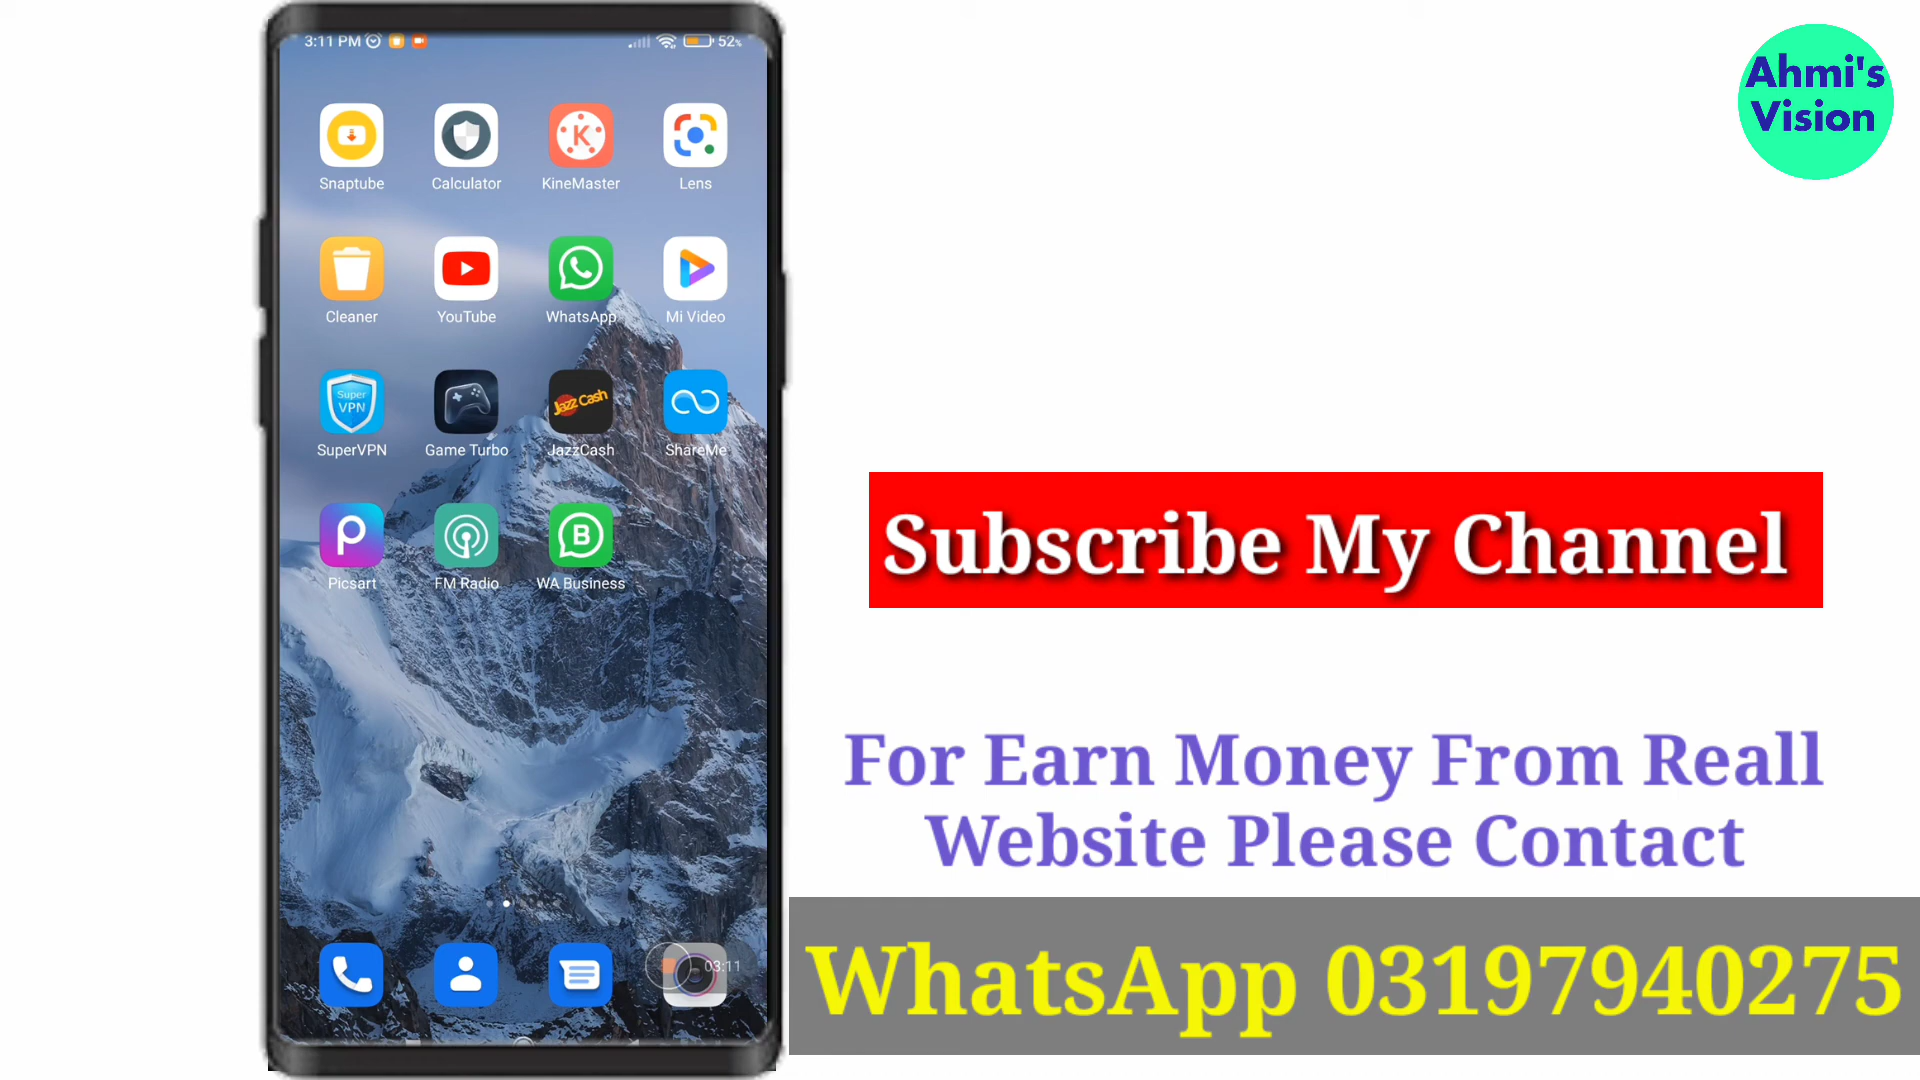 3:11 PM 52%
Ahmi's
Vision
Snaptube Calculator KineMaster Lens
Cleaner YouTube WhatsApp Mi Video
Super
VPN
Jazz Cash
SuperVPN Game Turbo JazzCash ShareMe
Picsart FM Radio WA Business
Subscribe My Channel
For Earn Money From Reall
Website Please Contact
03:11
WhatsApp 03197940275